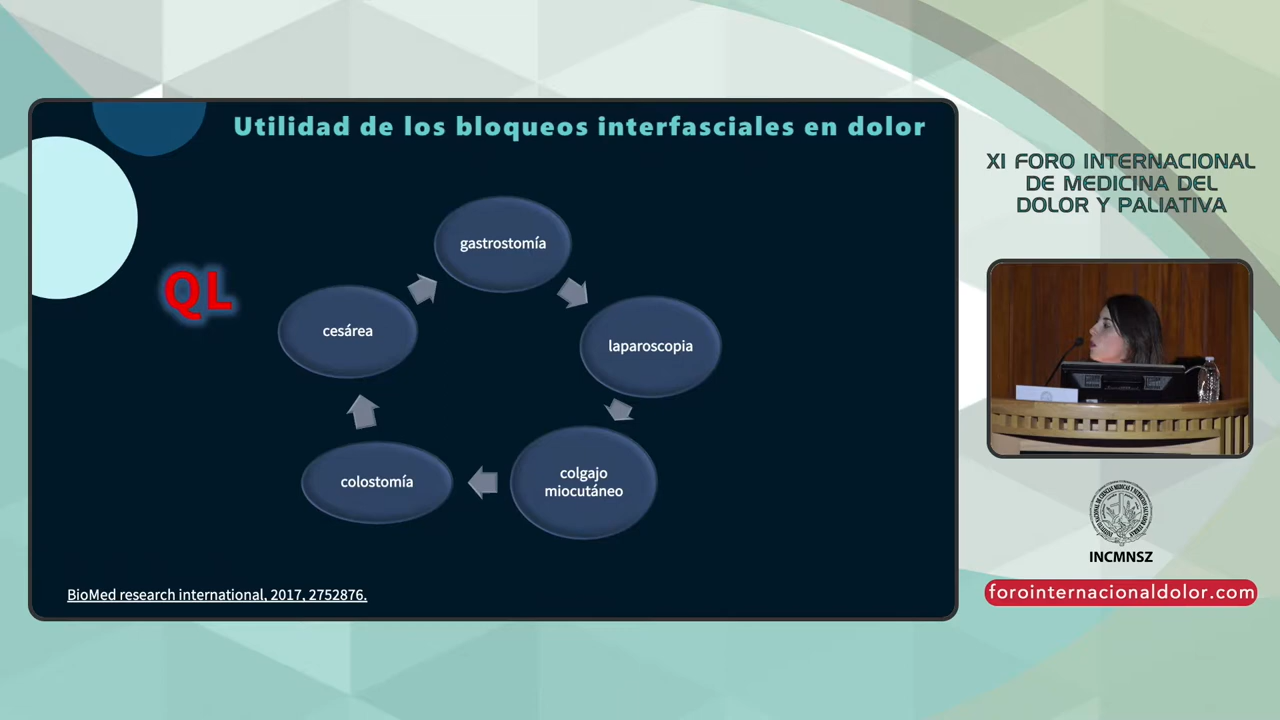 Utilidad de los bloqueos interfasciales en dolor
QL
gastrostomía
cesárea
laparoscopia
colgajo
miocutáneo
colostomía
BioMed research international, 2017, 2752876.
XI FORO INTERNACIONAL
DE MEDICINA DEL
DOLOR Y PALIATIVA
INCMNSZ
forointernacionaldolor.com